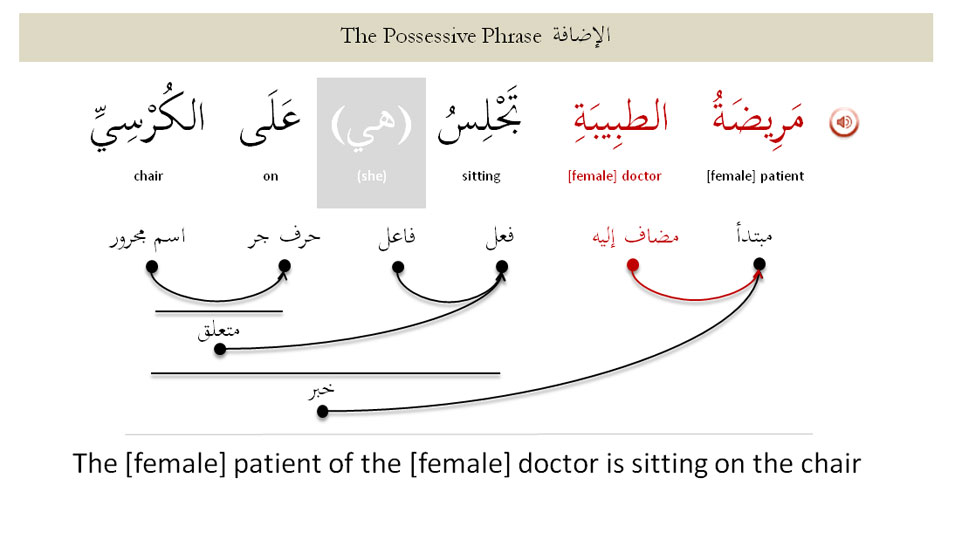 The Possessive Phrase الإضافة
مَرِيضَةُ الطبِيبَةِ تَجْلِسُ (هي) عَلَى الكُرْسِيِّ
[female] patient [female] doctor sitting (she) on chair
مبتدأ مضاف إليه فعل فاعل حرف جر اسم مجرور
متعلق
خبر
The [female] patient of the [female] doctor is sitting on the chair